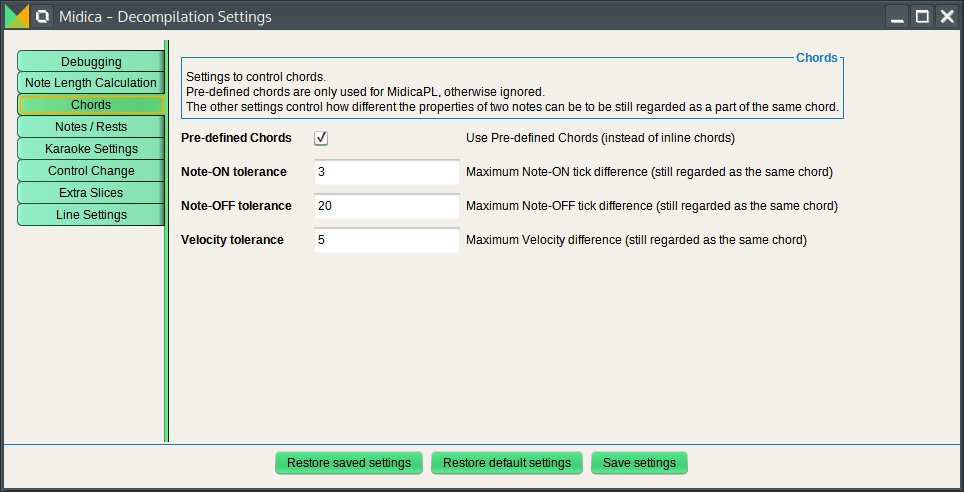 Midica - Decompilation Settings
Debugging
Note Length Calculation
Chords
Notes / Rests
Karaoke Settings
Control Change
Extra Slices
Line Settings
Chords
Settings to control chords.
Pre-defined chords are only used for MidicaPL, otherwise ignored.
The other settings control how different the properties of two notes can be to be still regarded as a part of the same chord.
Pre-defined Chords Use Pre-defined Chords (instead of inline chords)
Note-ON tolerance 3 Maximum Note-ON tick difference (still regarded as the same chord)
Note-OFF tolerance 20 Maximum Note-OFF tick difference (still regarded as the same chord)
Velocity tolerance 5 Maximum Velocity difference (still regarded as the same chord)
Restore saved settings Restore default settings Save settings